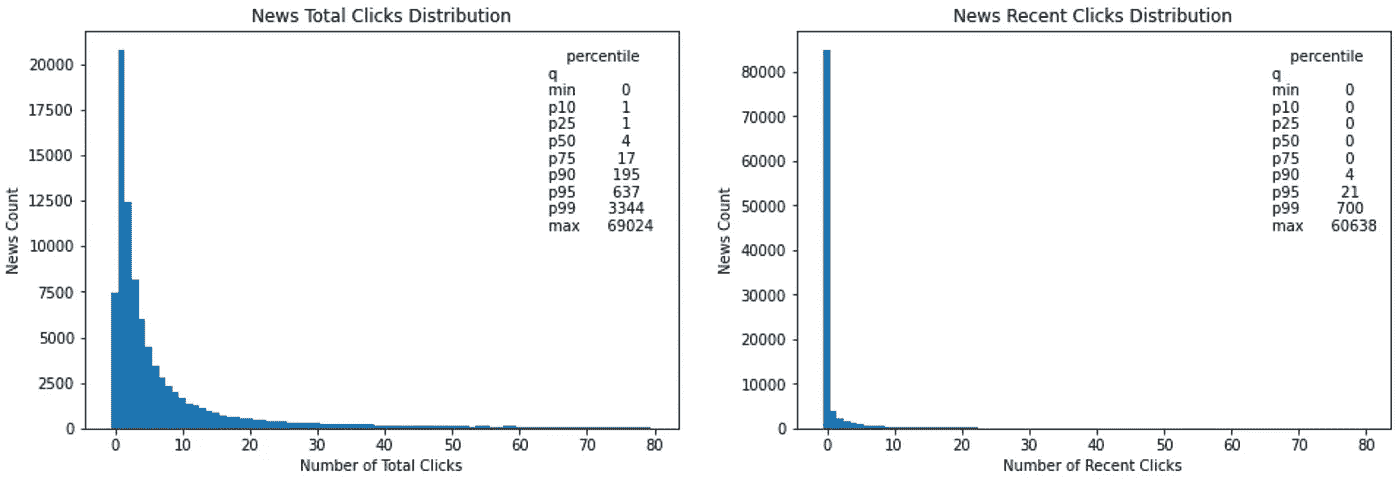 News Total Clicks Distribution
20000
17500
15000
12500
10000
7500
5000
2500
0
News Count
0 10 20 30 40 50 60 70 80
Number of Total Clicks
percentile
q
min 0
p10 1
p25 1
p50 4
p75 17
p90 195
p95 637
p99 3344
max 69024
News Recent Clicks Distribution
80000
70000
60000
50000
40000
30000
20000
10000
0
News Count
0 10 20 30 40 50 60 70 80
Number of Recent Clicks
percentile
q
min 0
p10 0
p25 0
p50 0
p75 0
p90 4
p95 21
p99 700
max 60638